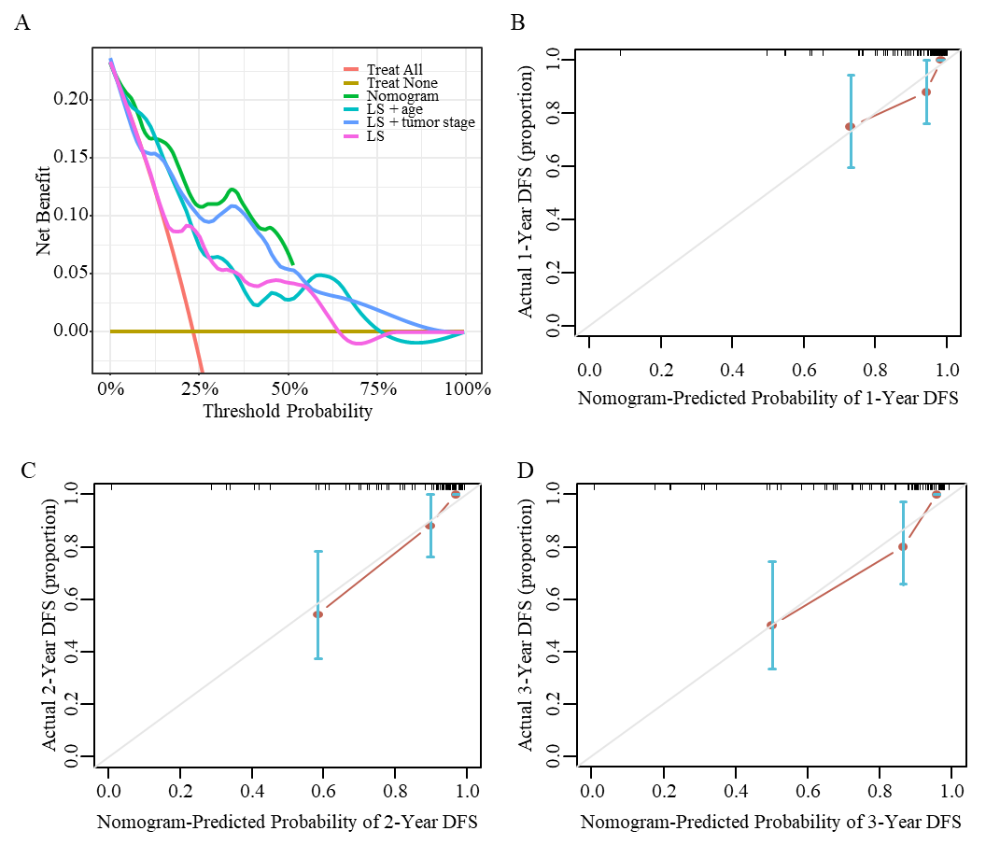 A
Net Benefit
0.20
0.15
0.10
0.05
0.00
Treat All
Treat None
Nomogram
LS + age
LS + tumor stage
LS
0% 25% 50% 75% 100%
Threshold Probability
B
Actual 1-Year DFS (proportion)
0.0 0.2 0.4 0.6 0.8 1.0
0.0 0.2 0.4 0.6 0.8 1.0
Nomogram-Predicted Probability of 1-Year DFS
C
Actual 2-Year DFS (proportion)
0.0 0.2 0.4 0.6 0.8 1.0
0.0 0.2 0.4 0.6 0.8 1.0
Nomogram-Predicted Probability of 2-Year DFS
D
Actual 3-Year DFS (proportion)
0.0 0.2 0.4 0.6 0.8 1.0
0.0 0.2 0.4 0.6 0.8 1.0
Nomogram-Predicted Probability of 3-Year DFS